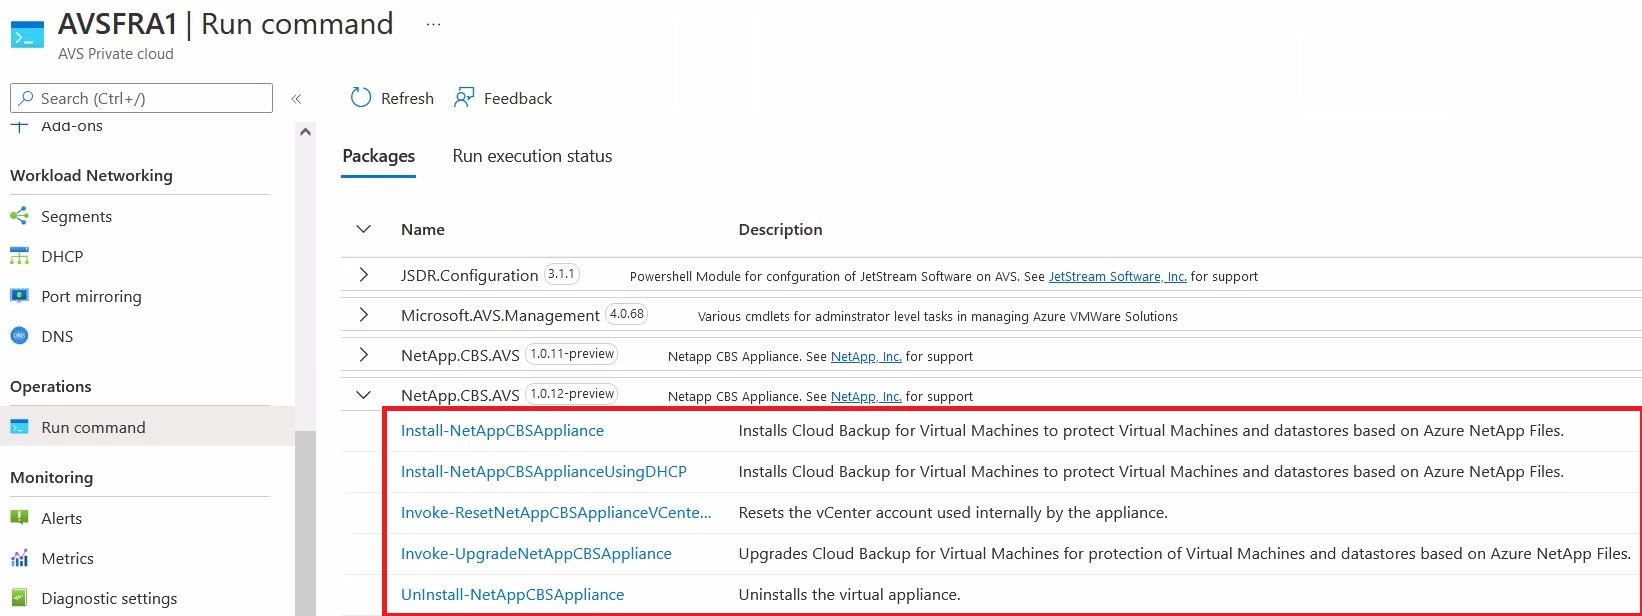 AVSFRA1 | Run command ...
AVS Private cloud
Search (Ctrl+/)
«
Refresh
Feedback
Add-ons
Workload Networking
Segments
DHCP
Port mirroring
DNS
Operations
Run command
Monitoring
Alerts
Metrics
Diagnostic settings
Packages
Run execution status
Name Description
JSDR.Configuration 3.1.1 Powershell Module for confguration of JetStream Software on AVS. See JetStream Software, Inc. for support
Microsoft.AVS.Management 4.0.68 Various cmdlets for adminstrator level tasks in managing Azure VMWare Solutions
NetApp.CBS.AVS 1.0.11-preview Netapp CBS Appliance. See NetApp, Inc. for support
NetApp.CBS.AVS 1.0.12-preview Netapp CBS Appliance. See NetApp, Inc. for support
Install-NetAppCBSAppliance Installs Cloud Backup for Virtual Machines to protect Virtual Machines and datastores based on Azure NetApp Files.
Install-NetAppCBSApplianceUsingDHCP Installs Cloud Backup for Virtual Machines to protect Virtual Machines and datastores based on Azure NetApp Files.
Invoke-ResetNetAppCBSApplianceVCente... Resets the vCenter account used internally by the appliance.
Invoke-UpgradeNetAppCBSAppliance Upgrades Cloud Backup for Virtual Machines for protection of Virtual Machines and datastores based on Azure NetApp Files.
UnInstall-NetAppCBSAppliance Uninstalls the virtual appliance.